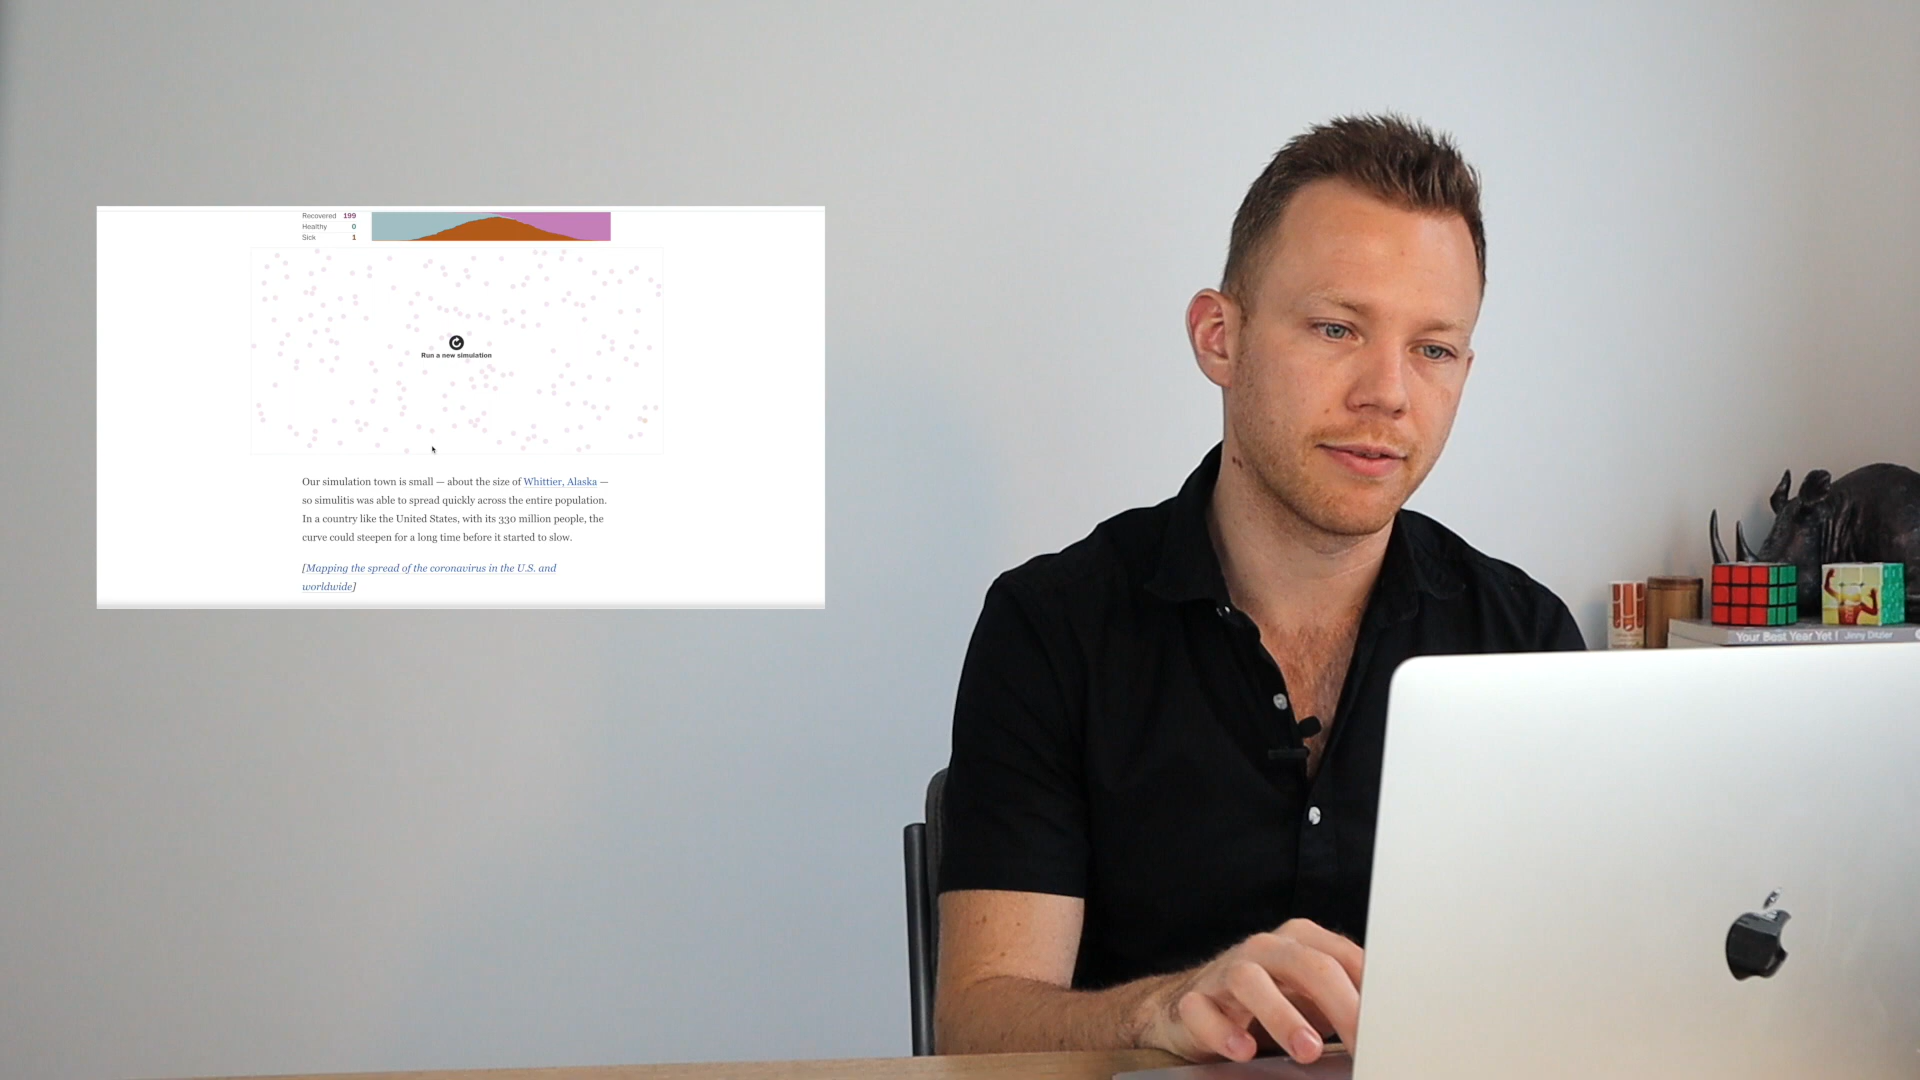 Recovered 199
Healthy 0
Sick 1
Run a new simulation
Our simulation town is small — about the size of Whittier, Alaska —
so simulitis was able to spread quickly across the entire population.
In a country like the United States, with its 330 million people, the
curve could steepen for a long time before it started to slow.
[Mapping the spread of the coronavirus in the U.S. and
worldwide]
Your Best Year Yet! Jinny Ditzler